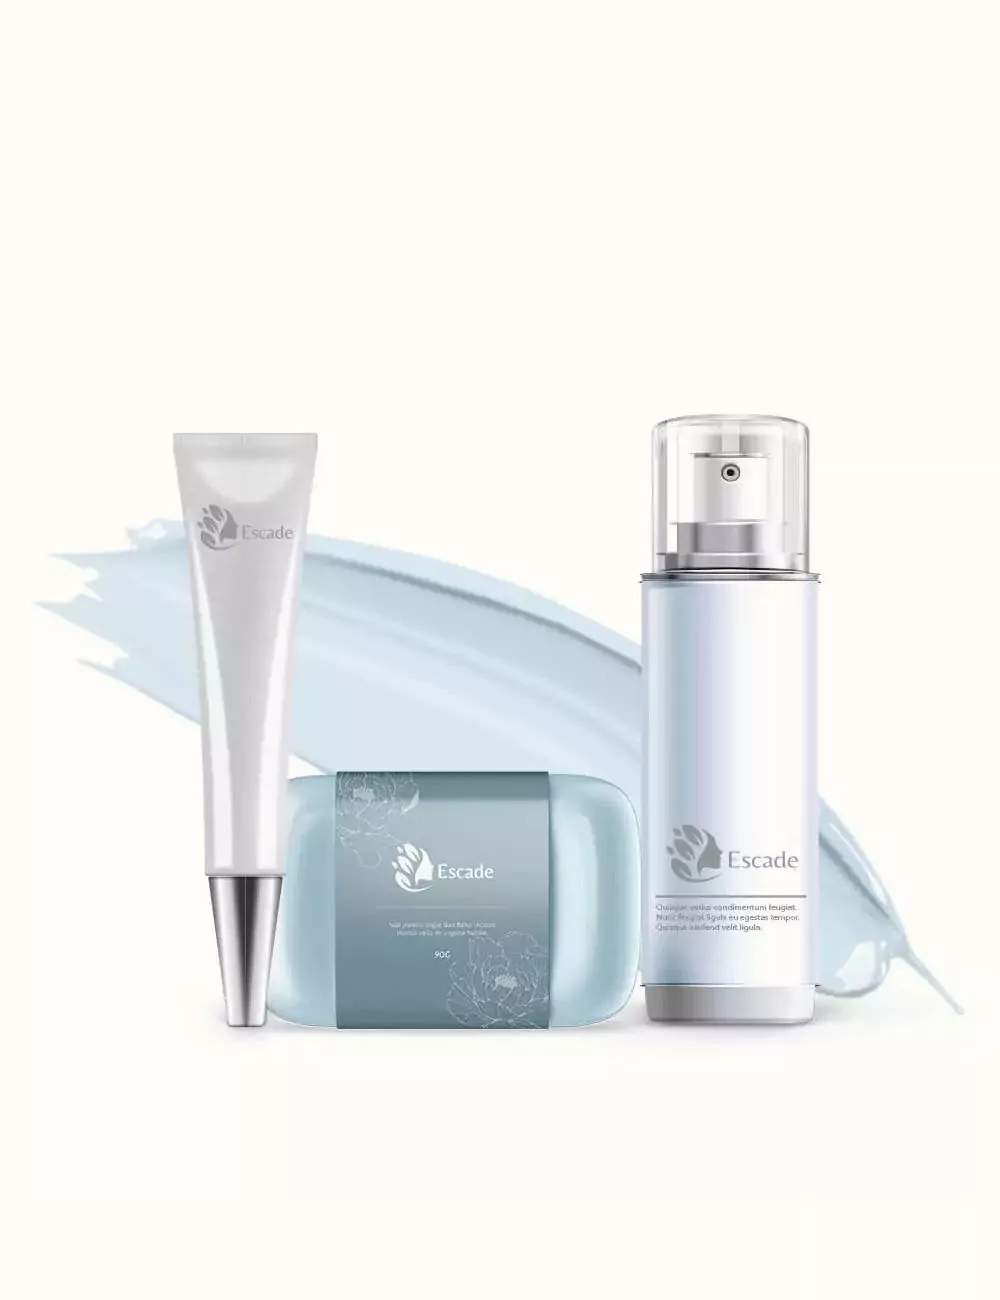 Escade
Escade
90G
Escade
Quisque varius condimentum feugiat.
Nunc feugiat ligula eu egestas tempor.
Quisque eleifend velit ligula.